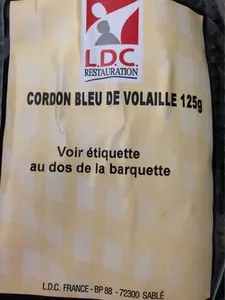 L.D.C.
RESTAURATION
CORDON BLEU DE VOLAILLE 125g
Voir étiquette
au dos de la barquette
L.D.C. FRANCE - BP 88 - 72300 SABLÉ